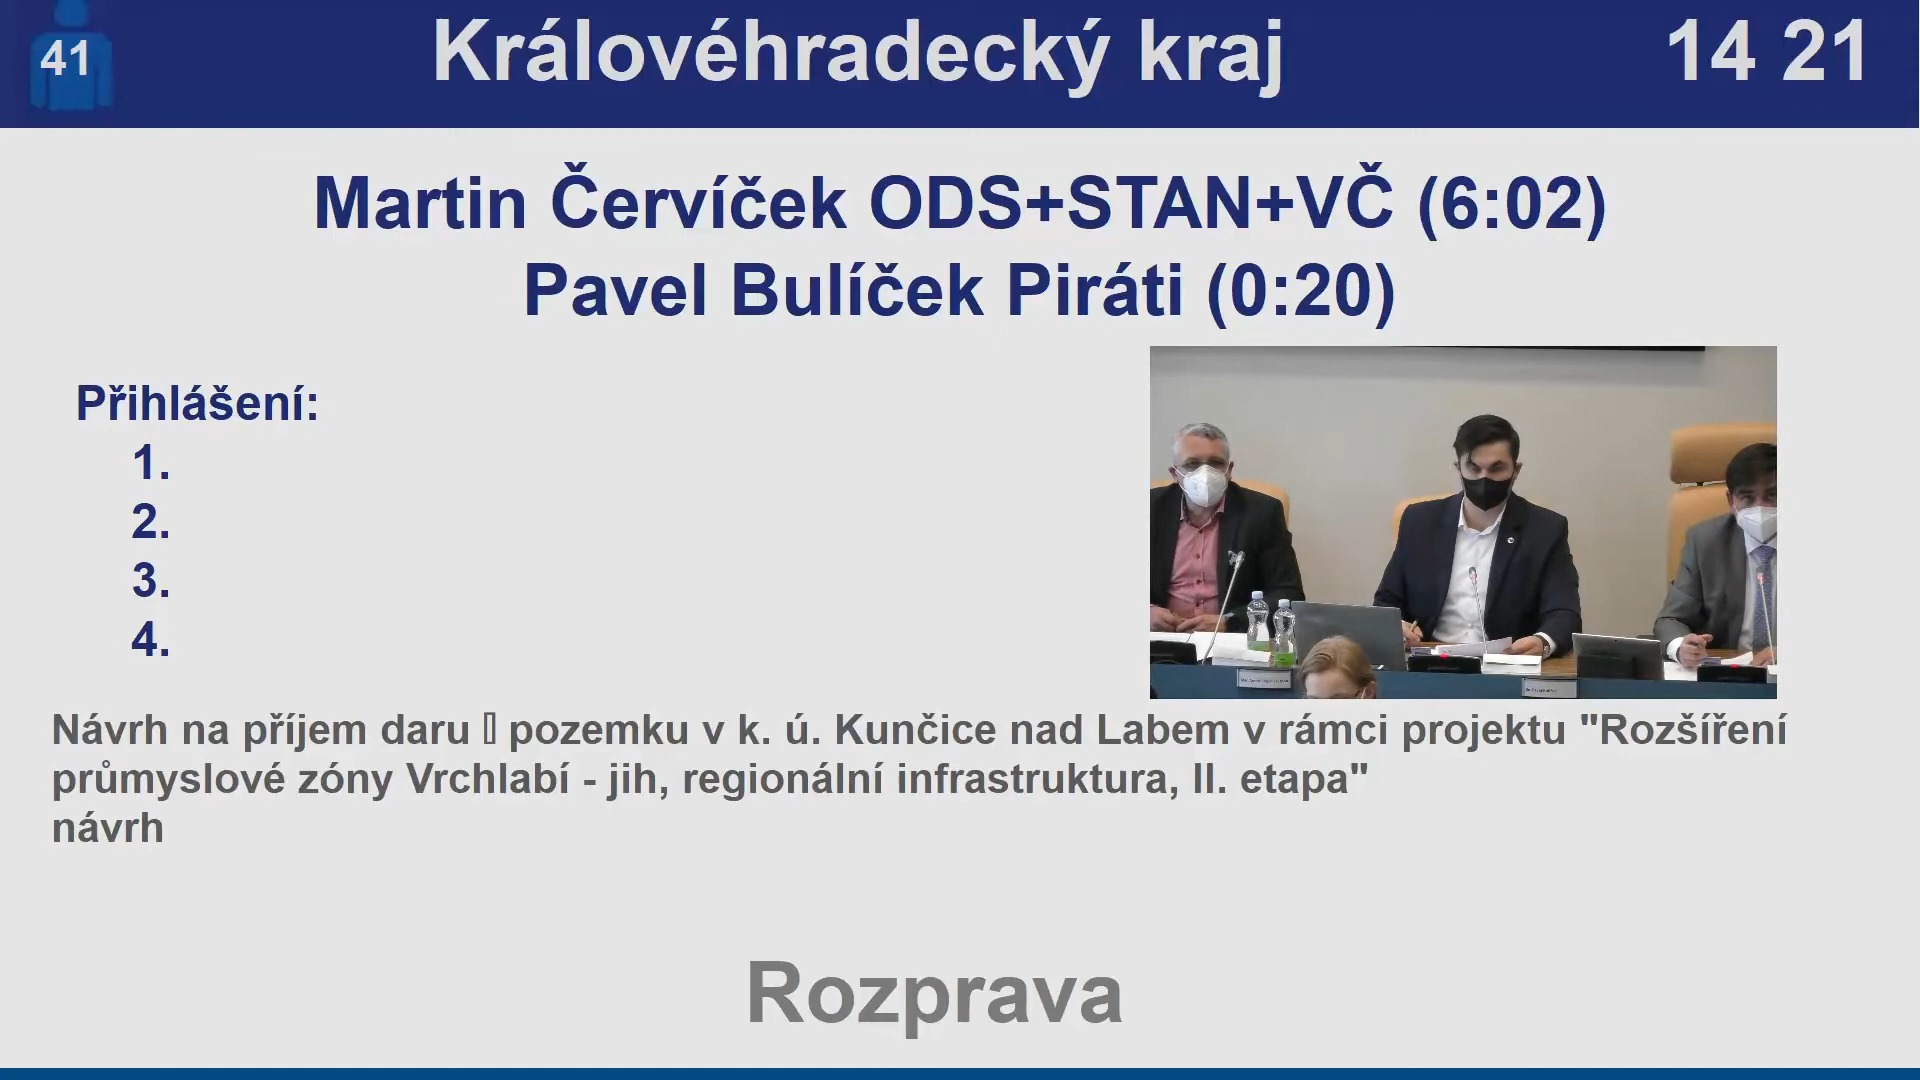 41
Královéhradecký kraj
14 21
Martin Červíček ODS+STAN+VČ (6:02)
Pavel Bulíček Piráti (0:20)
Přihlášení:
1.
2.
3.
4.
Návrh na příjem daru ▯ pozemku v k. ú. Kunčice nad Labem v rámci projektu "Rozšíření
průmyslové zóny Vrchlabí - jih, regionální infrastruktura, II. etapa"
návrh
Rozprava